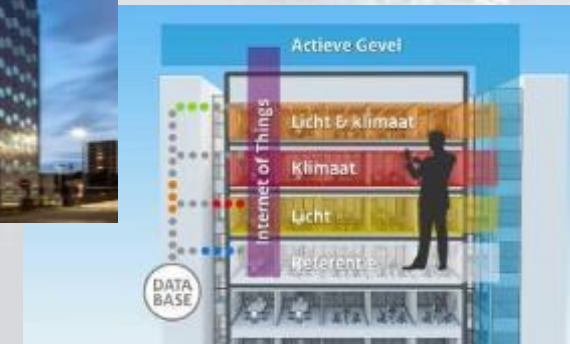 Actieve Gevel
Internet of Things
Licht & klimaat
Klimaat
Licht
Referentie
DATA
BASE